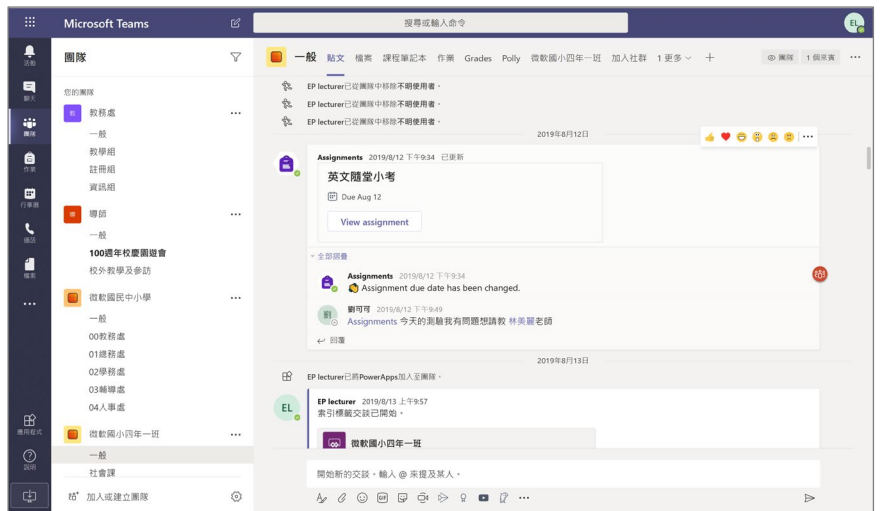 Microsoft Teams
搜尋或輸入命令
EL
活動
聊天
團隊
作業
行事曆
通話
檔案
應用程式
說明
團隊
您的團隊
教
教務處
一般
教學組
註冊組
資訊組
導
導師
一般
100週年校慶園遊會
校外教學及參訪
微軟國民中小學
一般
00教務處
01總務處
02學務處
03輔導處
04人事處
微軟國小四年一班
一般
社會課
加入或建立團隊
一般 貼文 檔案 課程筆記本 作業 Grades Polly 微軟國小四年一班 加入社群 1 更多
團隊 1 個來賓
EP lecturer已從團隊中移除不明使用者。
EP lecturer已從團隊中移除不明使用者。
EP lecturer已從團隊中移除不明使用者。
2019年8月12日
Assignments 2019/8/12 下午9:34 已更新
英文隨堂小考
Due Aug 12
View assignment
全部摺疊
Assignments 2019/8/12 下午9:34
Assignment due date has been changed.
劉 劉可可 2019/8/12 下午9:49
Assignments 今天的測驗我有問題想請教 林美麗老師
回覆
2019年8月13日
EP lecturer已將PowerApps加入至團隊。
EL EP lecturer 2019/8/13 上午9:57
索引標籤交談已開始。
微軟國小四年一班
開始新的交談。輸入 @ 來提及某人。
GIF